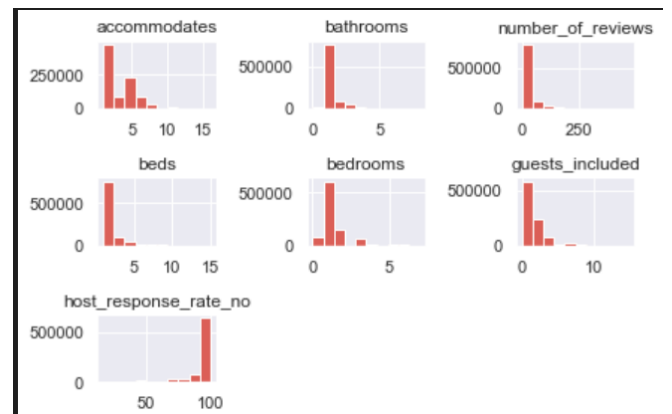 accommodates bathrooms number_of_reviews
250000 500000 500000
0 0 0
5 10 15 0 5 0 250
beds bedrooms guests_included
500000 500000 500000
0 0 0
5 10 15 0 5 0 10
host_response_rate_no
500000
0
50 100